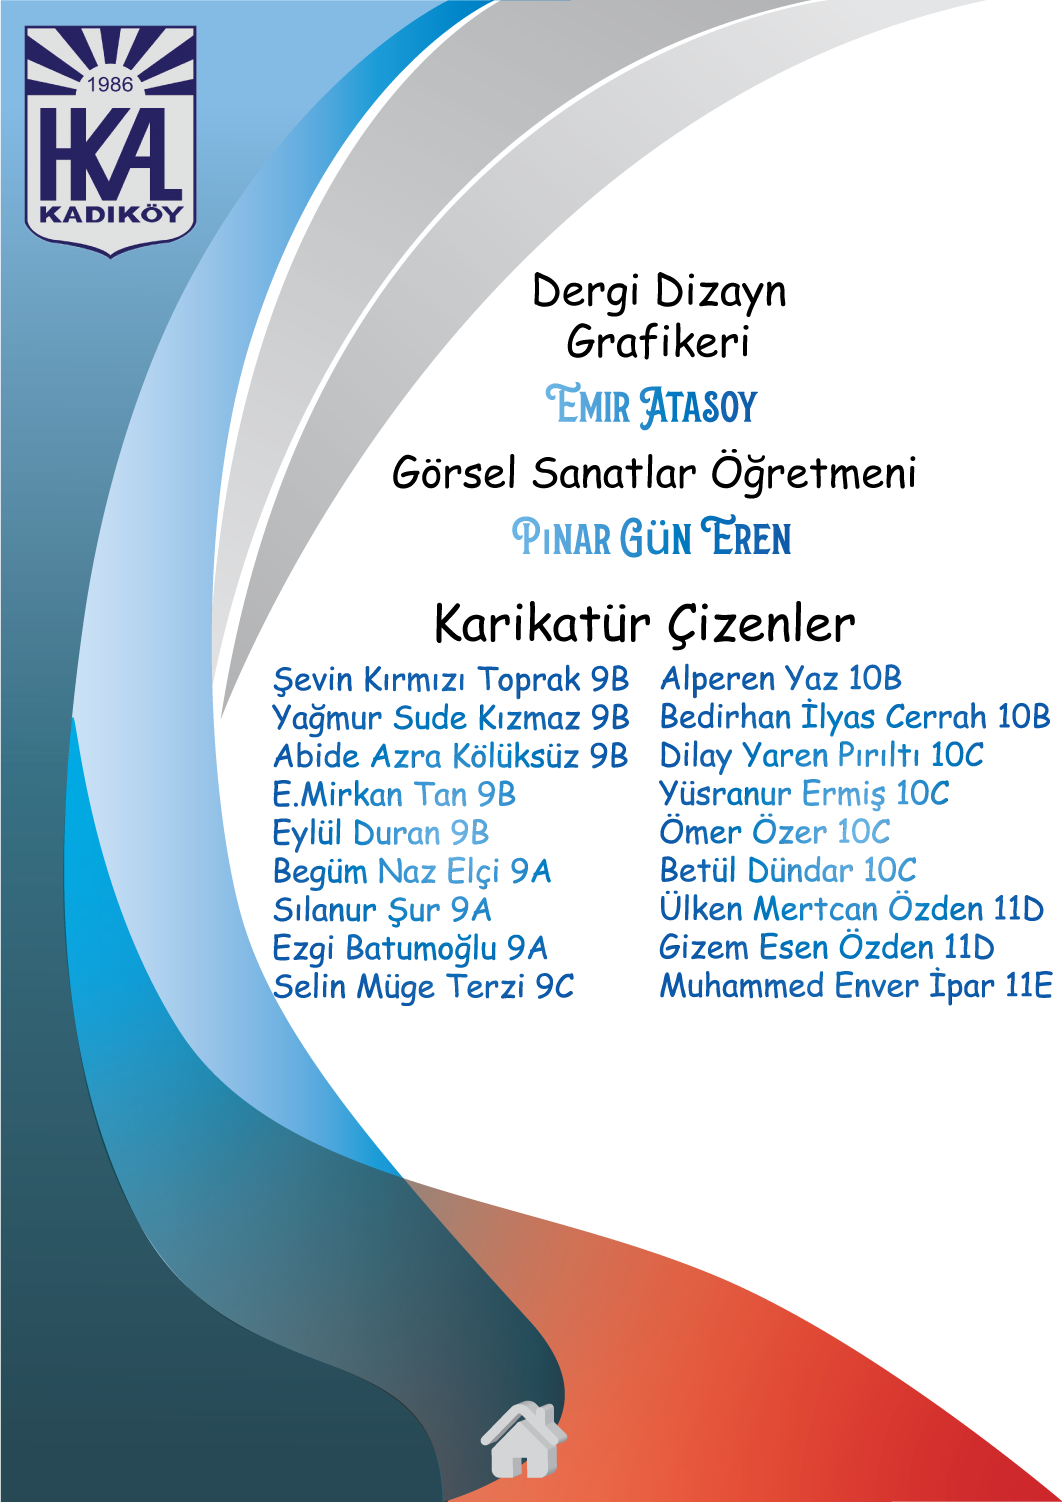 1986
HKAL
KADIKÖY
Dergi Dizayn
Grafikeri
Emir Atasoy
Görsel Sanatlar Öğretmeni
Pınar Gün Eren
Karikatür Çizenler
Şevin Kırmızı Toprak 9B
Yağmur Sude Kızmaz 9B
Abide Azra Kölüksüz 9B
E.Mirkan Tan 9B
Eylül Duran 9B
Begüm Naz Elçi 9A
Sılanur Şur 9A
Ezgi Batumoğlu 9A
Selin Müge Terzi 9C
Alperen Yaz 10B
Bedirhan İlyas Cerrah 10B
Dilay Yaren Pırıltı 10C
Yüsranur Ermiş 10C
Ömer Özer 10C
Betül Dündar 10C
Ülken Mertcan Özden 11D
Gizem Esen Özden 11D
Muhammed Enver İpar 11E